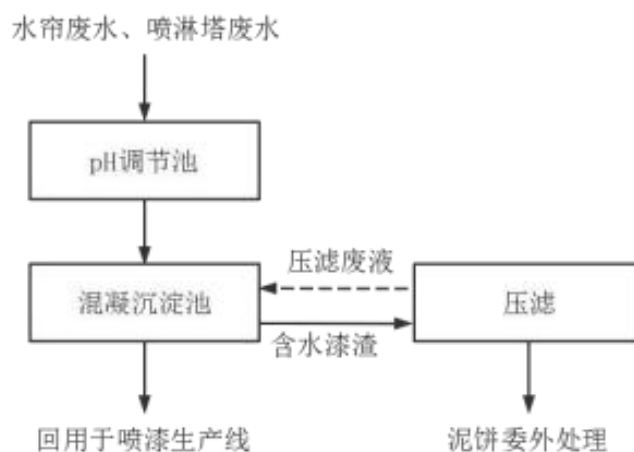 水帘废水、喷淋塔废水
pH调节池
压滤废液
混凝沉淀池
压滤
含水漆渣
回用于喷漆生产线
泥饼委外处理